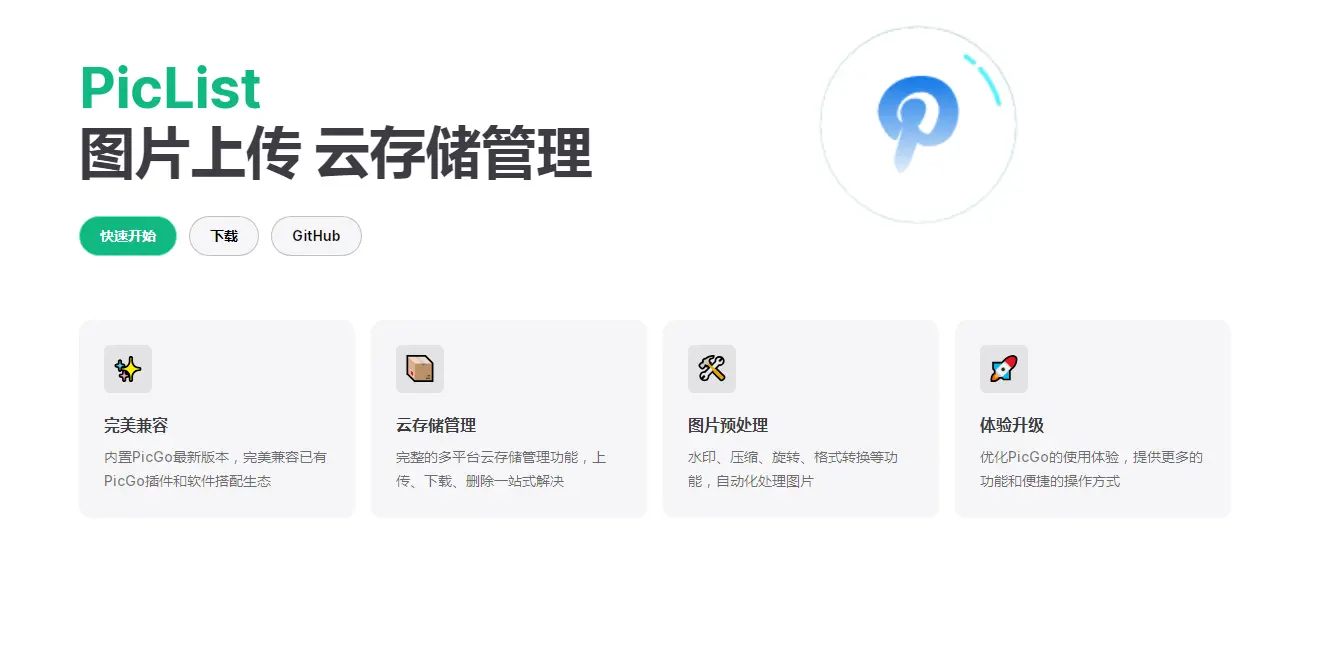 PicList
图片上传 云存储管理
快速开始
下载
GitHub
完美兼容
内置PicGo最新版本，完美兼容已有
PicGo插件和软件搭配生态
云存储管理
完整的多平台云存储管理功能，上
传、下载、删除一站式解决
图片预处理
水印、压缩、旋转、格式转换等功
能，自动化处理图片
体验升级
优化PicGo的使用体验，提供更多的
功能和便捷的操作方式